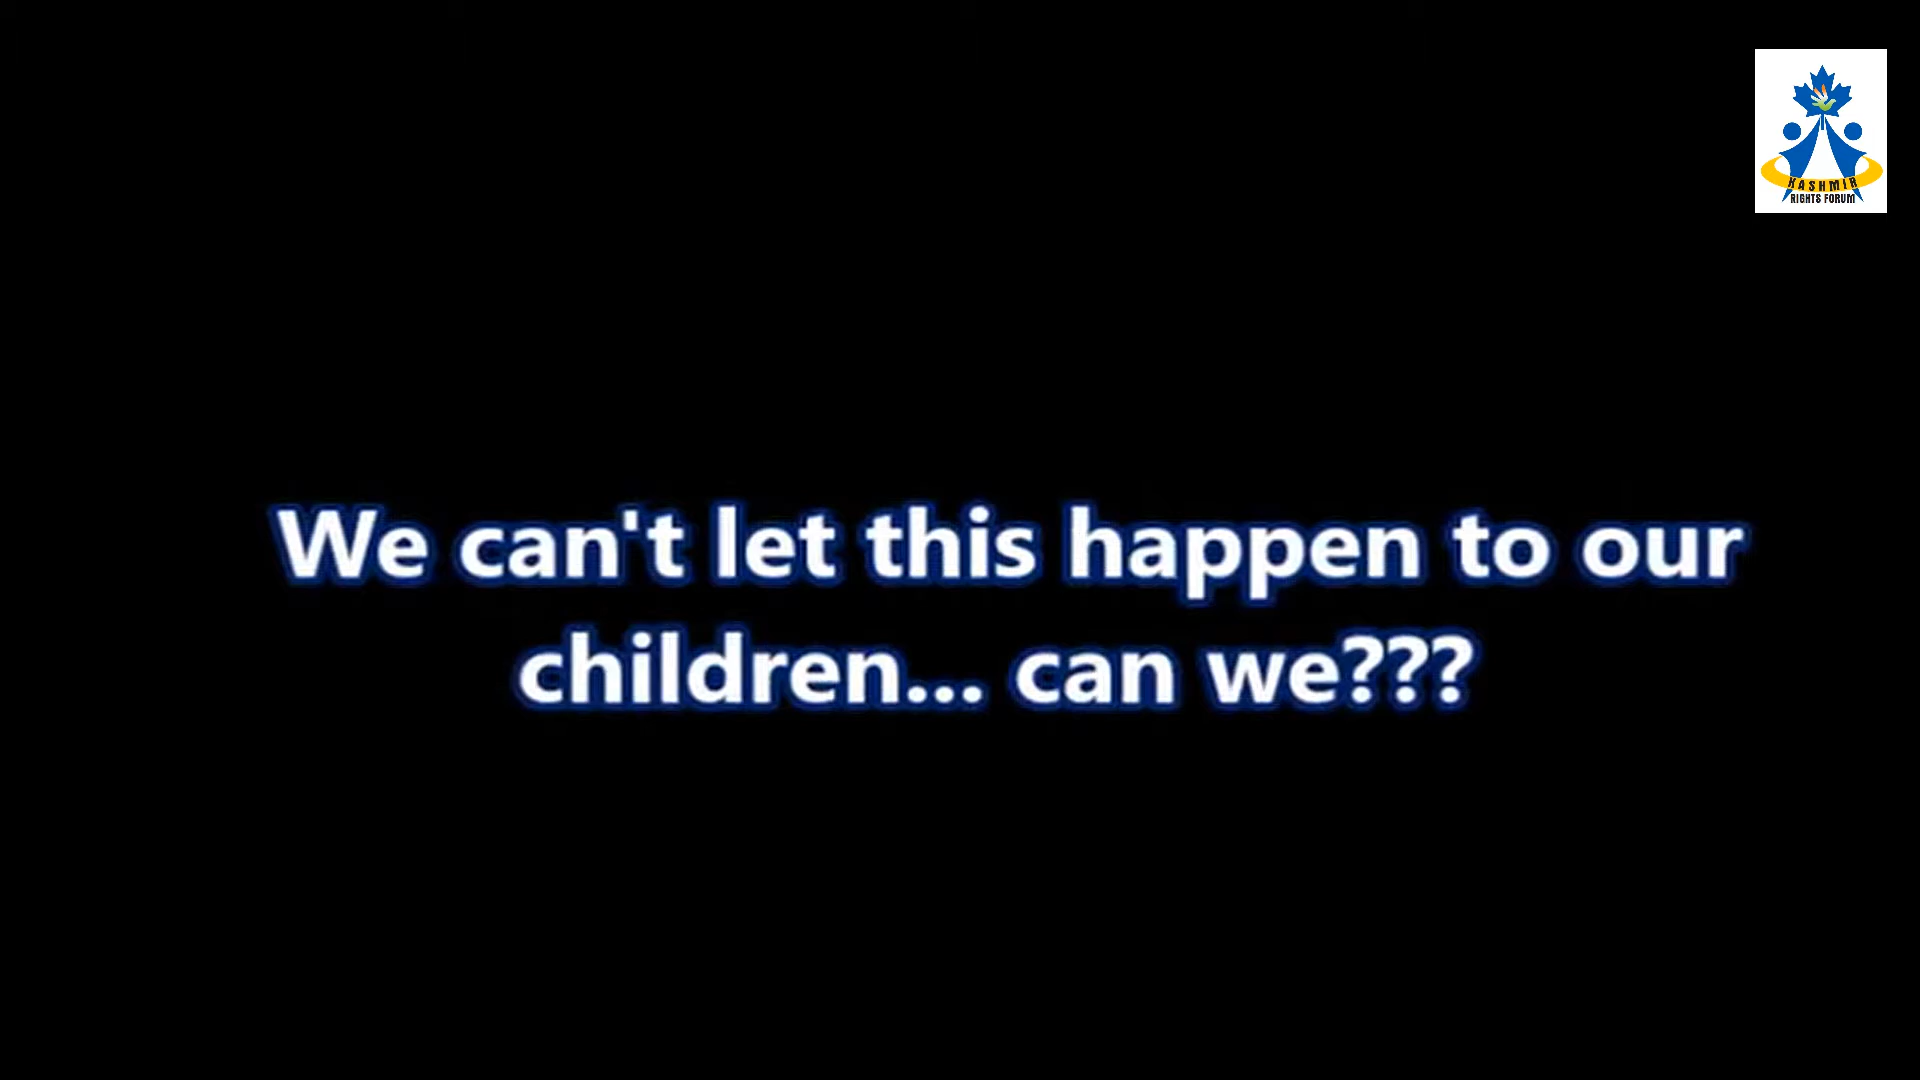 KASHMIR
RIGHTS FORUM
We can't let this happen to our
children... can we???